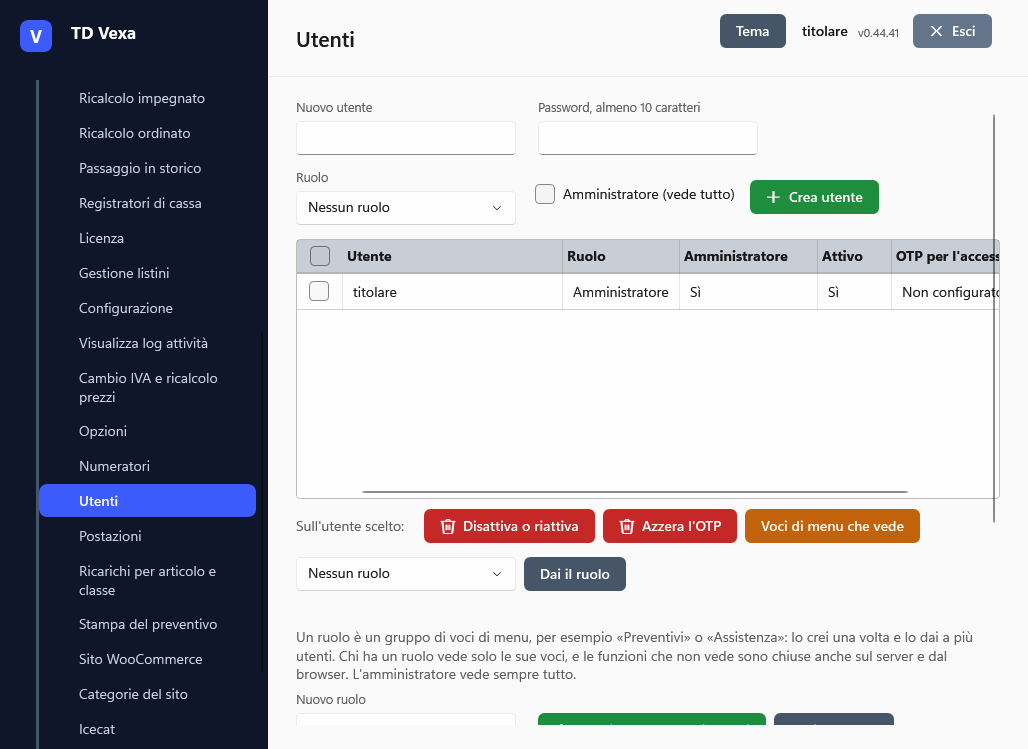 V
TD Vexa
Ricalcolo impegnato
Ricalcolo ordinato
Passaggio in storico
Registratori di cassa
Licenza
Gestione listini
Configurazione
Visualizza log attività
Cambio IVA e ricalcolo
prezzi
Opzioni
Numeratori
Utenti
Postazioni
Ricarichi per articolo e
classe
Stampa del preventivo
Sito WooCommerce
Categorie del sito
Icecat
Utenti
Tema
titolare
v0.44.41
Esci
Nuovo utente
Password, almeno 10 caratteri
Ruolo
Nessun ruolo
Amministratore (vede tutto)
Crea utente
Utente Ruolo Amministratore Attivo OTP per l'access
titolare Amministratore Sì Sì Non configurato
Sull'utente scelto:
Disattiva o riattiva
Azzera l'OTP
Voci di menu che vede
Nessun ruolo
Dai il ruolo
Un ruolo è un gruppo di voci di menu, per esempio «Preventivi» o «Assistenza»: lo crei una volta e lo dai a più
utenti. Chi ha un ruolo vede solo le sue voci, e le funzioni che non vede sono chiuse anche sul server e dal
browser. L'amministratore vede sempre tutto.
Nuovo ruolo